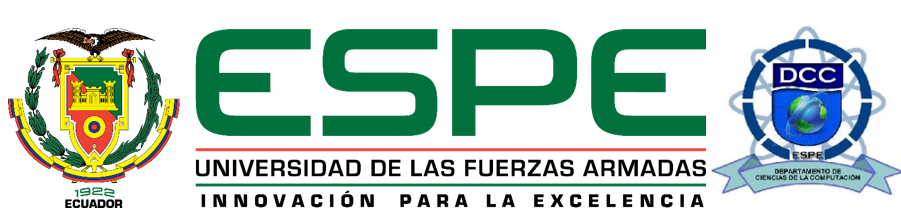 1922
ECUADOR
ESPE
UNIVERSIDAD DE LAS FUERZAS ARMADAS
INNOVACIÓN PARA LA EXCELENCIA
DCC
ESPE
DEPARTAMENTO DE
CIENCIAS DE LA COMPUTACIÓN